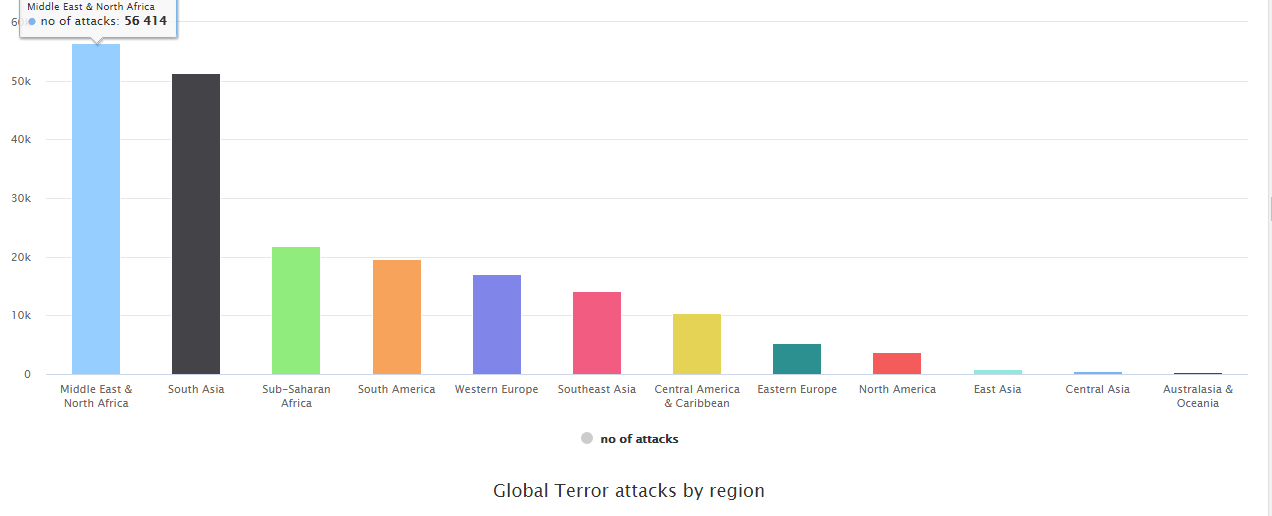 Middle East & North Africa
no of attacks: 56 414
50k
40k
30k
20k
10k
0
Middle East & North Africa
South Asia
Sub-Saharan Africa
South America
Western Europe
Southeast Asia
Central America & Caribbean
Eastern Europe
North America
East Asia
Central Asia
Australasia & Oceania
no of attacks
Global Terror attacks by region